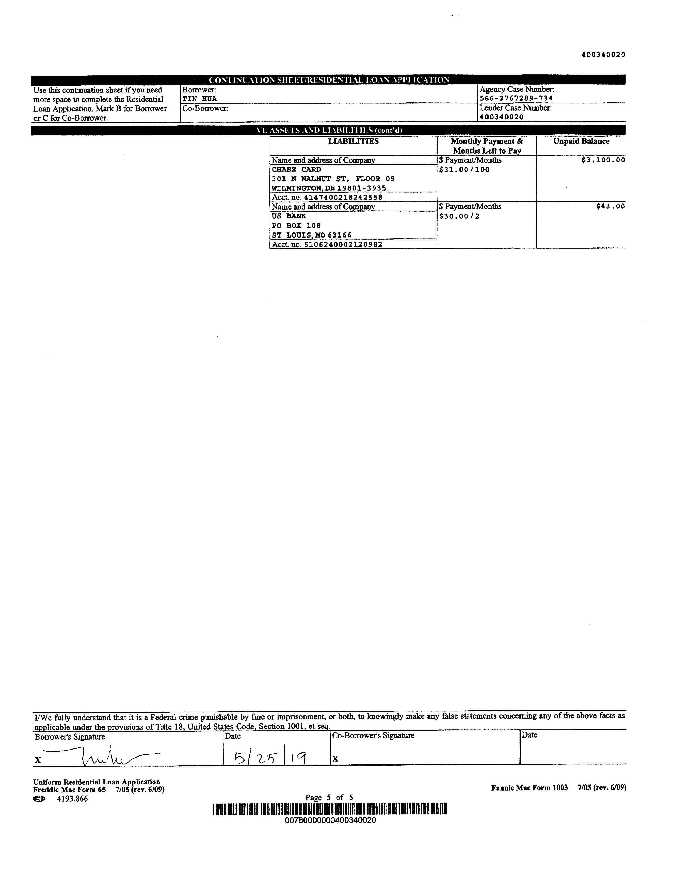 400340020
CONTINUATION SHEET/RESIDENTIAL LOAN APPLICATION
Use this continuation sheet if you need more space to complete the Residential Loan Application. Mark B for Borrower or C for Co-Borrower.
Borrower:
TIN HUA
Co-Borrower:
Agency Case Number:
566-3767289-734
Lender Case Number:
400340020
VI. ASSETS AND LIABILITIES (cont'd)
LIABILITIES
Monthly Payment & Months Left to Pay
Unpaid Balance
Name and address of Company
$ Payment/Months
$3,100.00
CHASE CARD
$31.00/100
201 N WALNUT ST, FLOOR 09
WILMINGTON, DE 19801-3935
Acct. no. 4147400218242558
Name and address of Company
$ Payment/Months
US BANK
$30.00/2
PO BOX 108
ST LOUIS, MO 63166
Acct. no. 5106240002120982
I/We fully understand that it is a Federal crime punishable by fine or imprisonment, or both, to knowingly make any false statements concerning any of the above facts as
applicable under the provisions of Title 18, United States Code, Section 1001, et seq.
Borrower's Signature
Date
Co-Borrower's Signature
Date
X
5/25/19
X
Uniform Residential Loan Application
Freddie Mac Form 65 7/05 (rev. 6/09)
4193.866
Page 5 of 5
Fannie Mae Form 1003 7/05 (rev. 6/09)
00780000000400340020